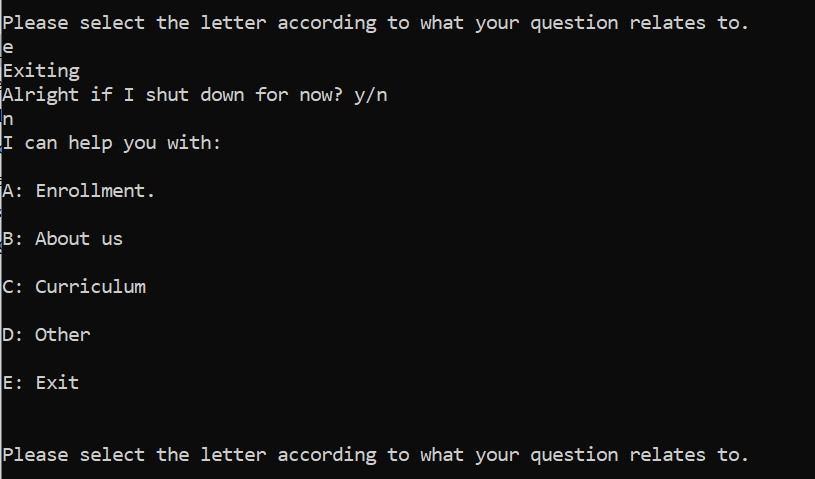 Please select the letter according to what your question relates to.
e
Exiting
Alright if I shut down for now? y/n
n
I can help you with:
A: Enrollment.
B: About us
C: Curriculum
D: Other
E: Exit
Please select the letter according to what your question relates to.